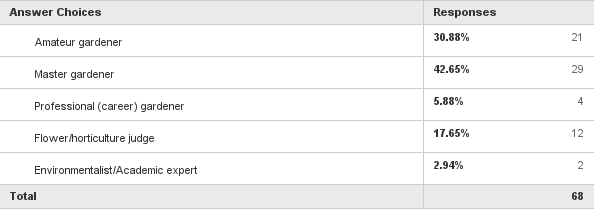 Answer Choices Responses
Amateur gardener 30.88% 21
Master gardener 42.65% 29
Professional (career) gardener 5.88% 4
Flower/horticulture judge 17.65% 12
Environmentalist/Academic expert 2.94% 2
Total 68